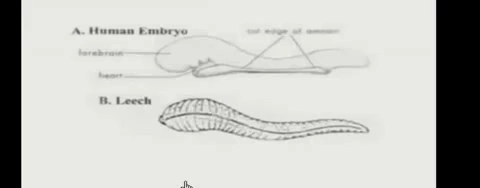 A. Human Embryo
cut edge of amnion
forebrain
heart
B. Leech